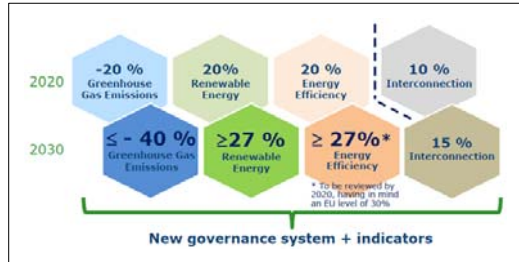 2020
-20 %
Greenhouse
Gas Emissions
20%
Renewable
Energy
20 %
Energy
Efficiency
10 %
Interconnection
2030
≤ - 40 %
Greenhouse Gas
Emissions
≥27 %
Renewable
Energy
≥ 27%*
Energy
Efficiency
15 %
Interconnection
* To be reviewed by
2020, having in mind
an EU level of 30%
New governance system + indicators